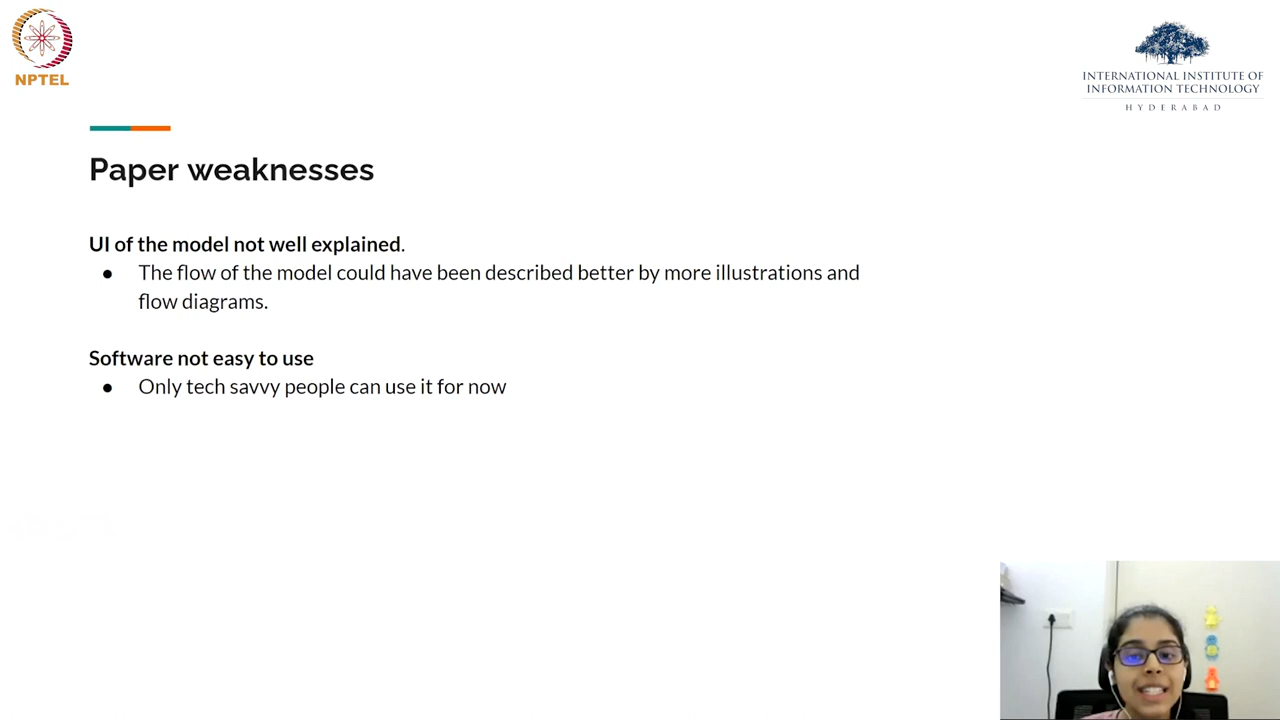 NPTEL
INTERNATIONAL INSTITUTE OF
INFORMATION TECHNOLOGY
HYDERABAD
Paper weaknesses
UI of the model not well explained.
● The flow of the model could have been described better by more illustrations and
flow diagrams.
Software not easy to use
● Only tech savvy people can use it for now